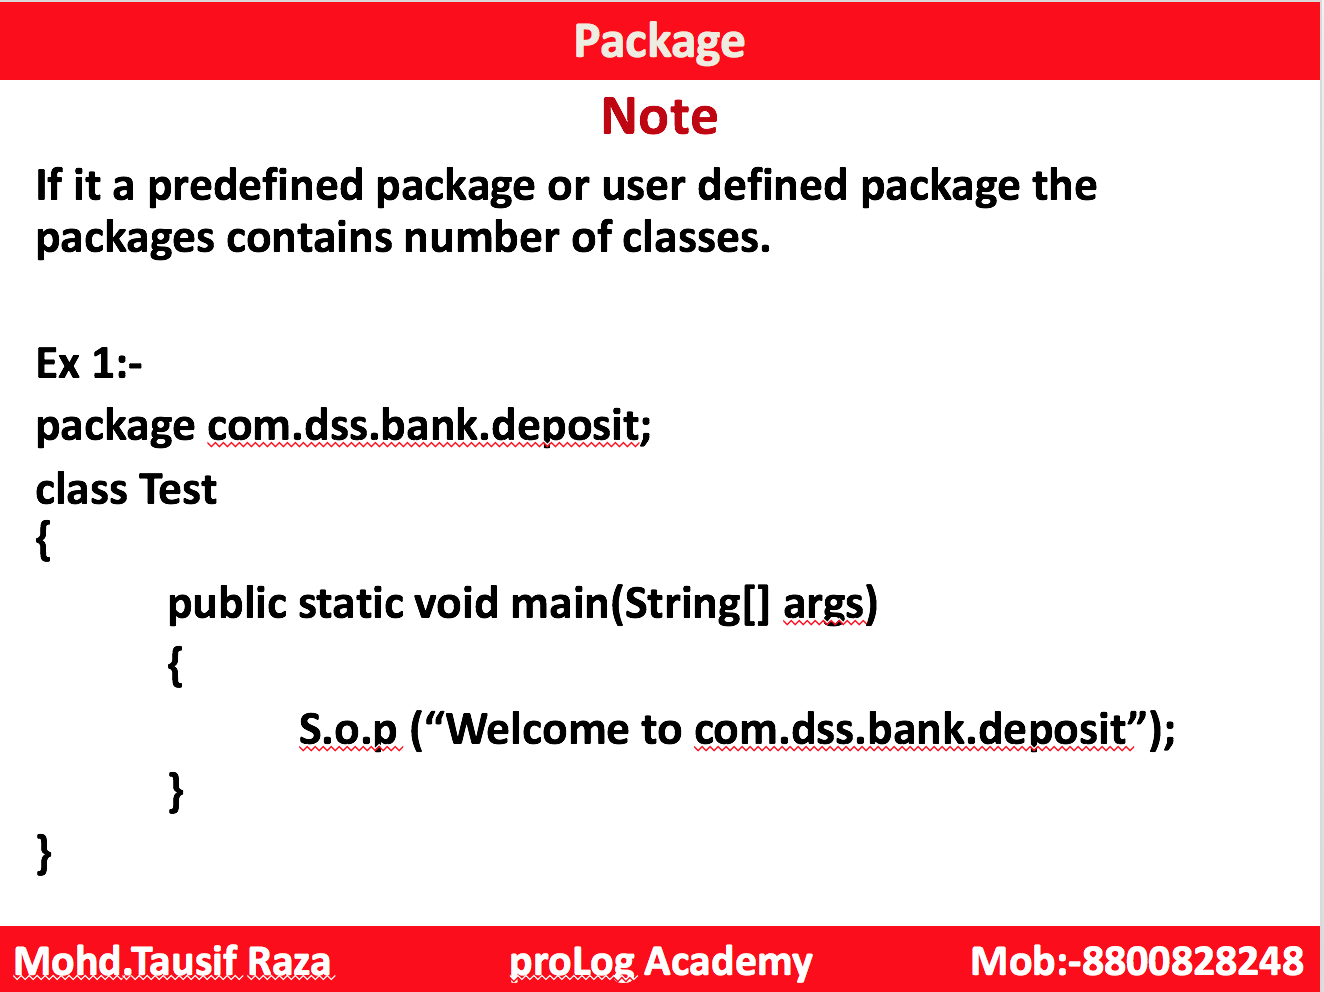 Package
Note
If it a predefined package or user defined package the
packages contains number of classes.
Ex 1:-
package com.dss.bank.deposit;
class Test
{
public static void main(String[] args)
{
S.o.p (“Welcome to com.dss.bank.deposit”);
}
}
Mohd.Tausif Raza proLog Academy Mob:-8800828248